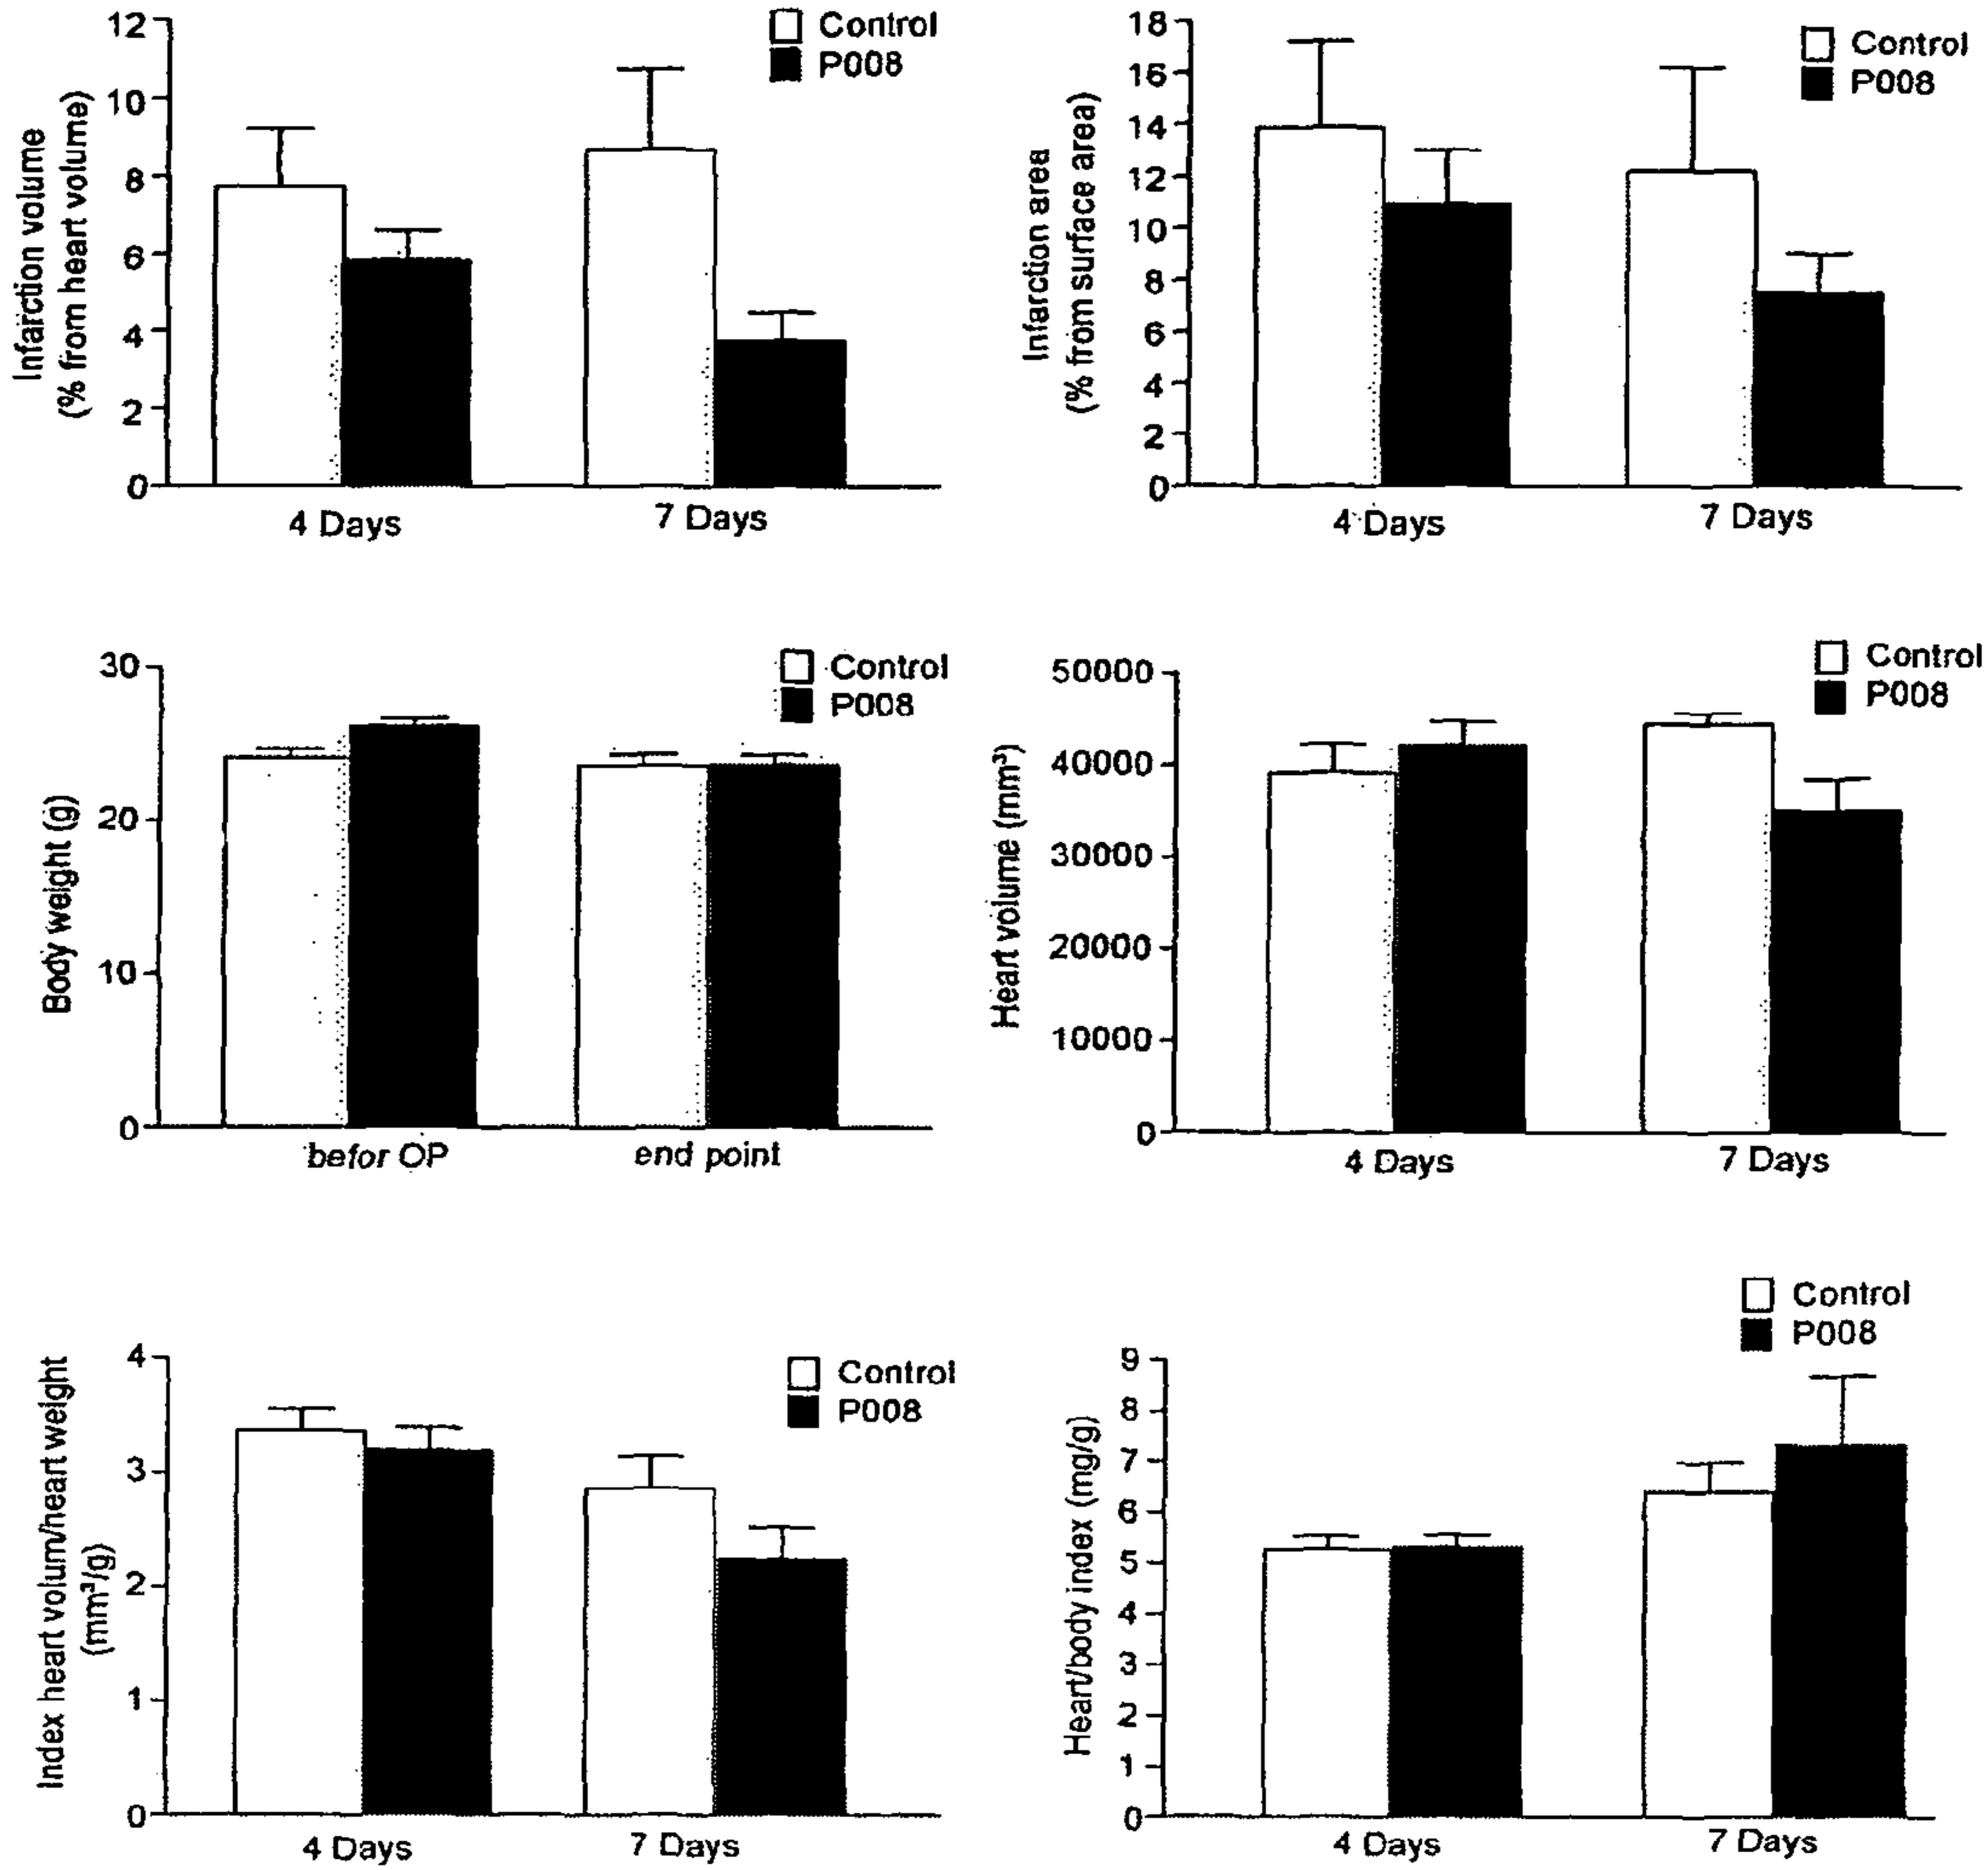 Control
P008
Infarction volume
(% from heart volume)
12
10
8
6
4
2
0
4 Days
7 Days
Control
P008
Infarction area
(% from surface area)
18
16
14
12
10
8
6
4
2
0
4 Days
7 Days
Control
P008
Body weight (g)
30
20
10
0
befor OP
end point
Control
P008
Heart volume (mm³)
50000
40000
30000
20000
10000
0
4 Days
7 Days
Control
P008
Index heart volum/heart weight
(mm³/g)
4
3
2
1
0
4 Days
7 Days
Control
P008
Heart/body index (mg/g)
9
8
7
6
5
4
3
2
1
0
4 Days
7 Days